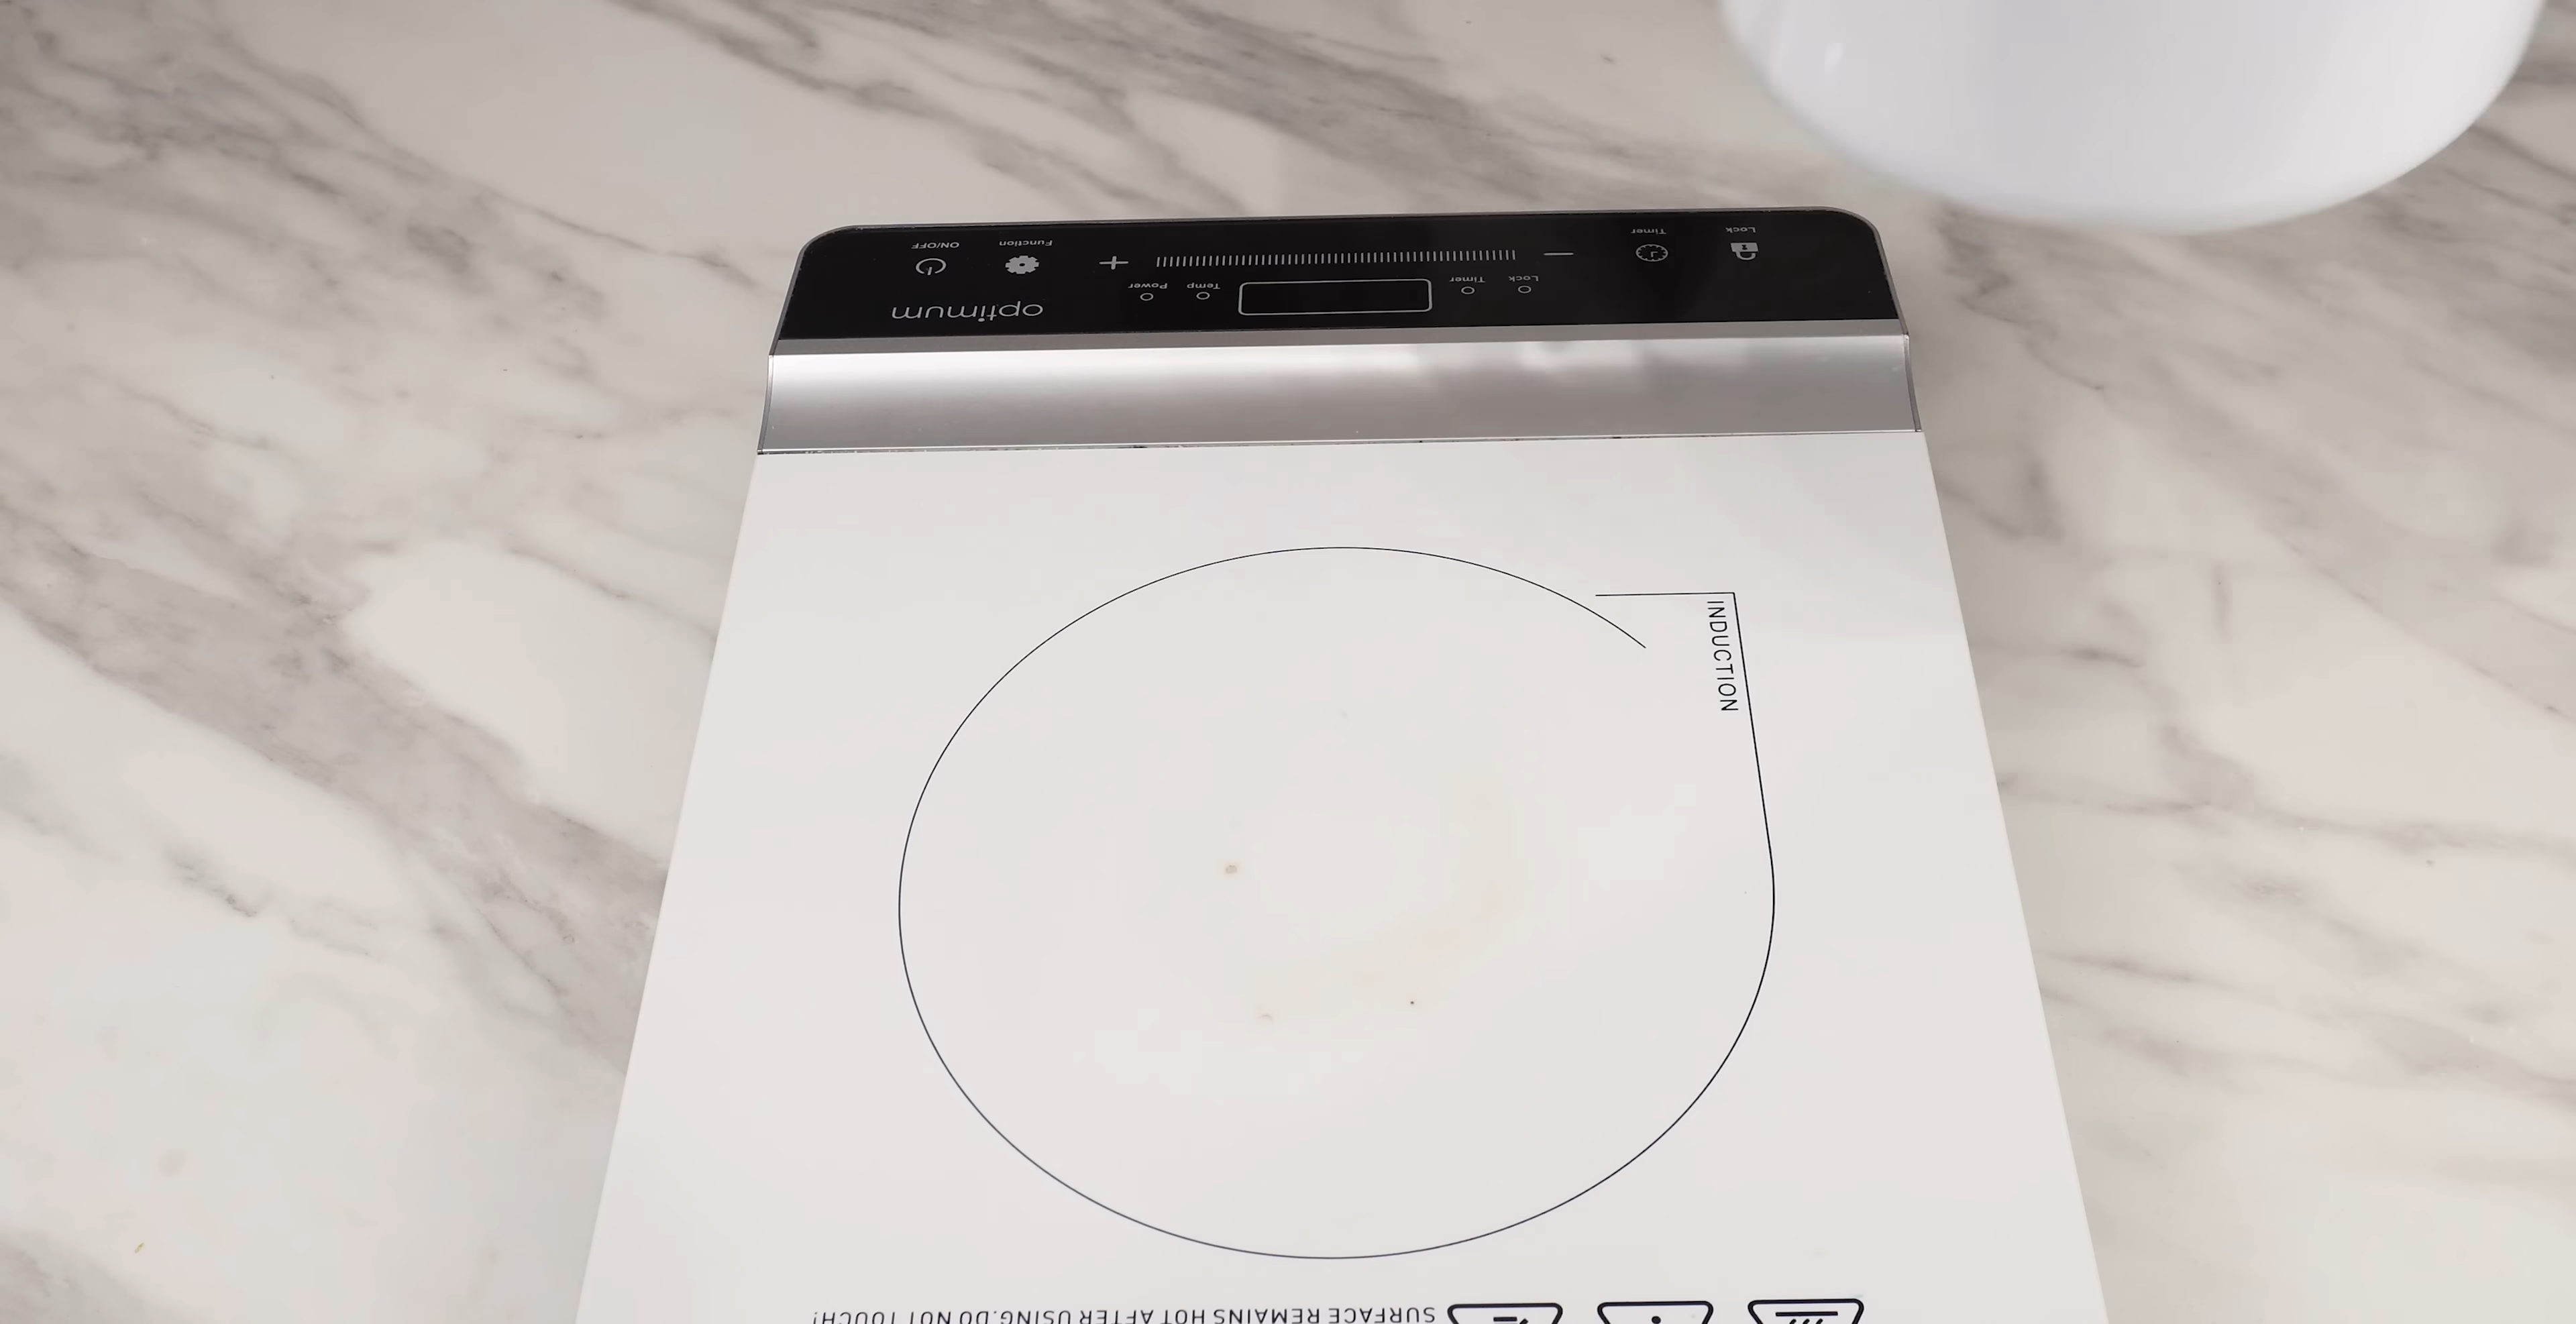 Lock
Timer
Function
ON/OFF
Lock
Timer
Temp
Power
optimum
INDUCTION
SURFACE REMAINS HOT AFTER USING.DO NOT TOUCH!